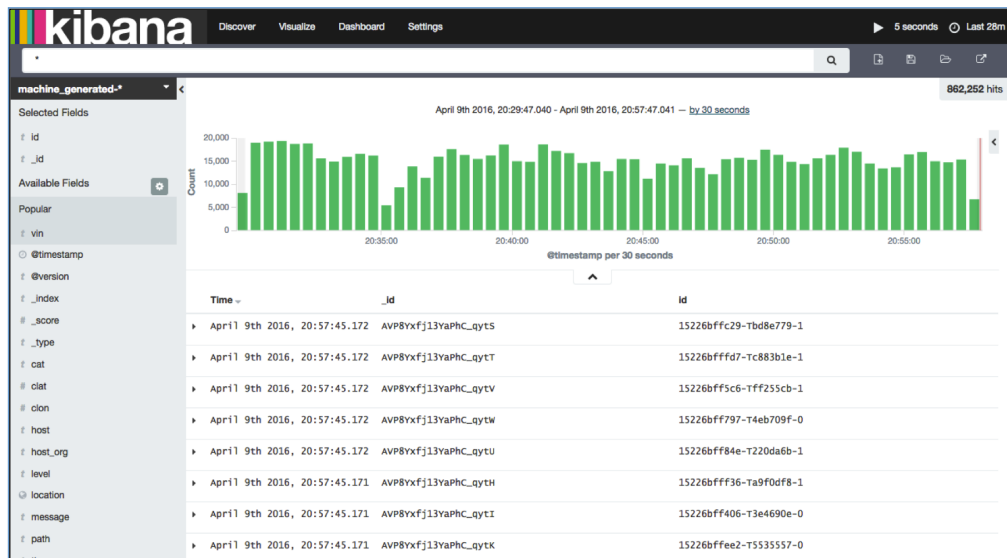 kibana
Discover Visualize Dashboard Settings
5 seconds Last 28m
*
machine_generated-*
862,252 hits
Selected Fields
t id
t _id
Available Fields
Popular
t vin
@timestamp
t @version
t _index
# _score
t _type
t cat
# clat
# clon
t host
t host_org
t level
location
t message
t path
April 9th 2016, 20:29:47.040 - April 9th 2016, 20:57:47.041 — by 30 seconds
Count
20,000
15,000
10,000
5,000
0
20:35:00 20:40:00 20:45:00 20:50:00 20:55:00
@timestamp per 30 seconds
Time _id id
April 9th 2016, 20:57:45.172 AVP8Yxfj13YaPhC_qytS 15226bffc29-Tbd8e779-1
April 9th 2016, 20:57:45.172 AVP8Yxfj13YaPhC_qytT 15226bfffd7-Tc883b1e-1
April 9th 2016, 20:57:45.172 AVP8Yxfj13YaPhC_qytV 15226bff5c6-Tff255cb-1
April 9th 2016, 20:57:45.172 AVP8Yxfj13YaPhC_qytW 15226bff797-T4eb709f-0
April 9th 2016, 20:57:45.172 AVP8Yxfj13YaPhC_qytU 15226bff84e-T220da6b-1
April 9th 2016, 20:57:45.171 AVP8Yxfj13YaPhC_qytH 15226bfff36-Ta9f0df8-1
April 9th 2016, 20:57:45.171 AVP8Yxfj13YaPhC_qytI 15226bff406-T3e4690e-0
April 9th 2016, 20:57:45.171 AVP8Yxfj13YaPhC_qytK 15226bffee2-T5535557-0